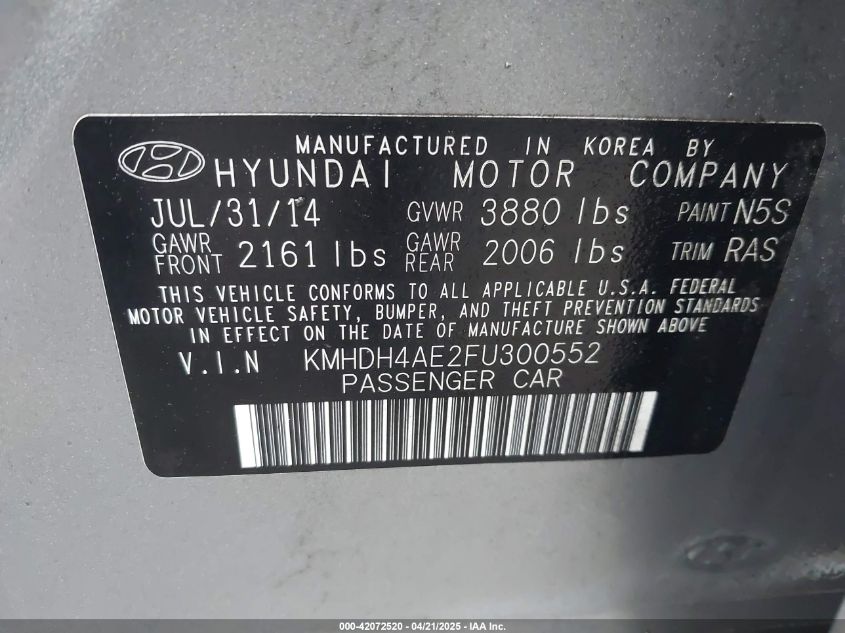 MANUFACTURED IN KOREA BY
HYUNDAI MOTOR COMPANY
JUL/31/14 GVWR 3880 lbs PAINT N5S
GAWR FRONT 2161 lbs GAWR REAR 2006 lbs TRIM RAS
THIS VEHICLE CONFORMS TO ALL APPLICABLE U.S.A. FEDERAL
MOTOR VEHICLE SAFETY, BUMPER, AND THEFT PREVENTION STANDARDS
IN EFFECT ON THE DATE OF MANUFACTURE SHOWN ABOVE
V.I.N KMHDH4AE2FU300552
PASSENGER CAR
000-42072520 - 04/21/2025 - IAA Inc.